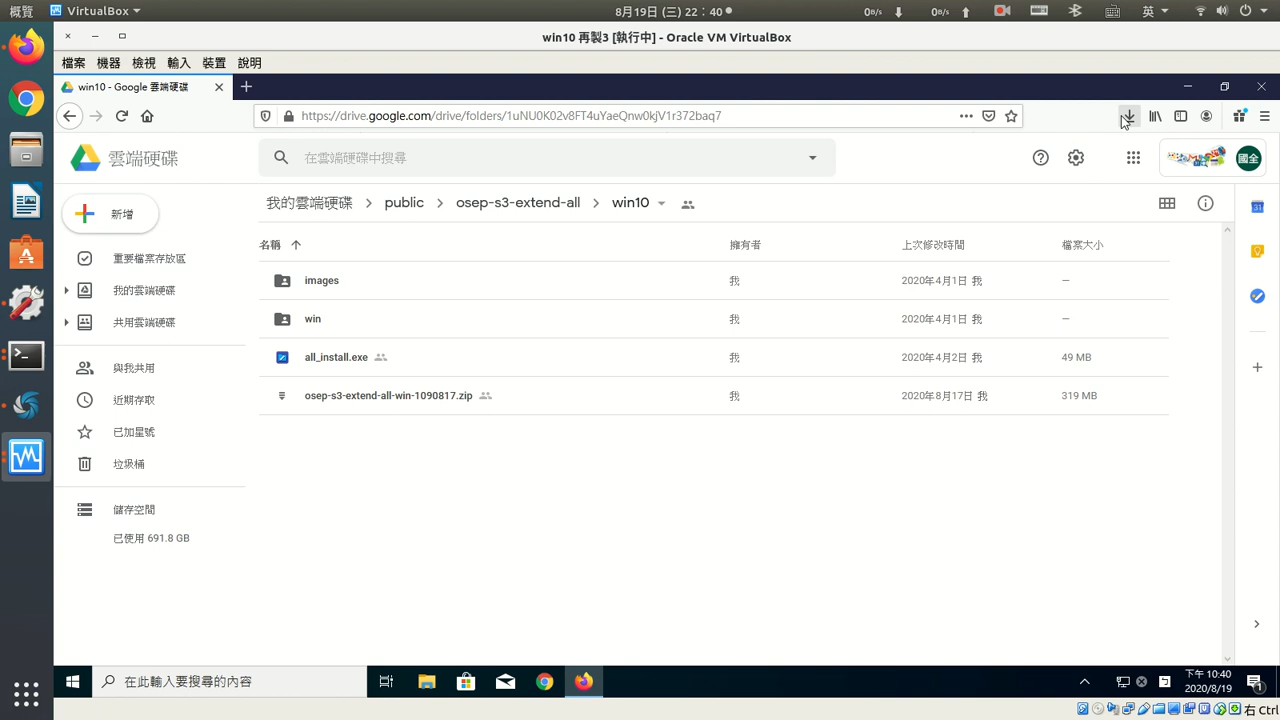 概覽 VirtualBox 8月19日 (三) 22：40 0B/s 0B/s 英
win10 再製3 [執行中] - Oracle VM VirtualBox
檔案 機器 檢視 輸入 裝置 說明
win10 - Google 雲端硬碟
https://drive.google.com/drive/folders/1uNU0K02v8FT4uYaeQnw0kjV1r372baq7
雲端硬碟
在雲端硬碟中搜尋
國全
新增
我的雲端硬碟 public osep-s3-extend-all win10
名稱 擁有者 上次修改時間 檔案大小
重要檔案存放區
我的雲端硬碟
共用雲端硬碟
與我共用
近期存取
已加星號
垃圾桶
儲存空間
已使用 691.8 GB
images 我 2020年4月1日 我 —
win 我 2020年4月1日 我 —
all_install.exe 我 2020年4月2日 我 49 MB
osep-s3-extend-all-win-1090817.zip 我 2020年8月17日 我 319 MB
31
在這裡輸入要搜尋的內容
下午 10:40
2020/8/19
1
右 Ctrl